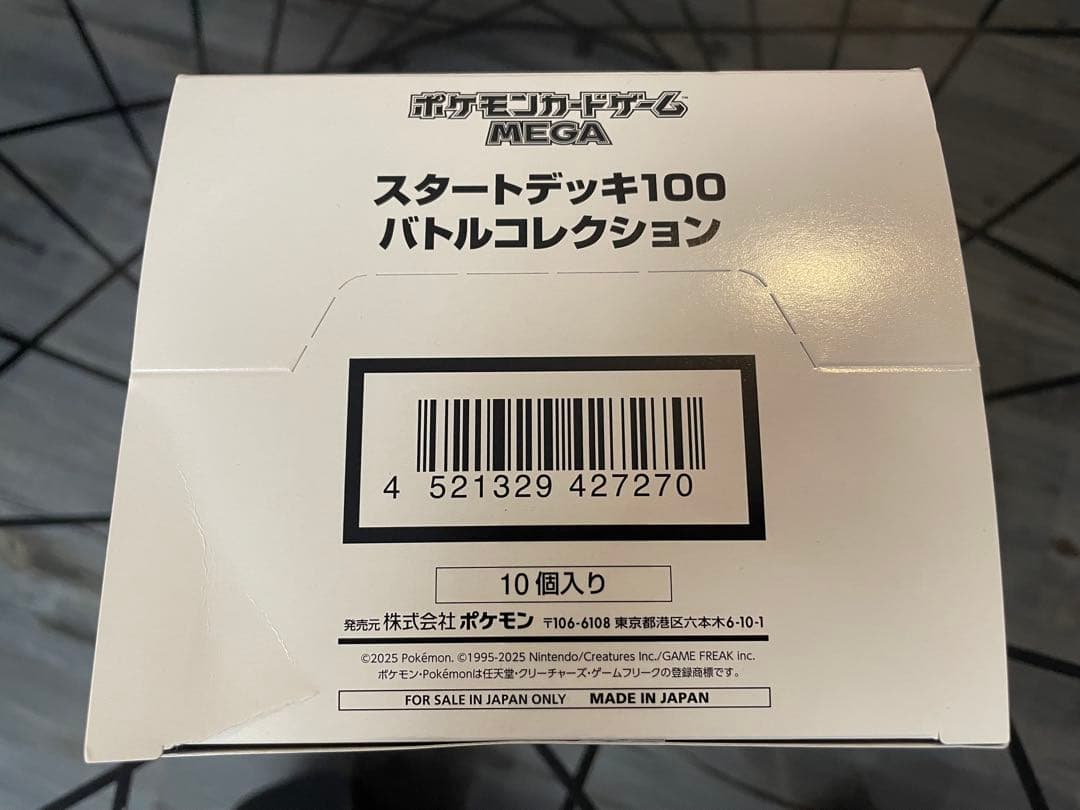 ポケモンカードゲーム™
MEGA
スタートデッキ100
バトルコレクション
4 521329 427270
10個入り
発売元 株式会社 ポケモン 〒106-6108 東京都港区六本木6-10-1
©2025 Pokémon. ©1995-2025 Nintendo/Creatures Inc./GAME FREAK inc.
ポケモン・Pokémonは任天堂・クリーチャーズ・ゲームフリークの登録商標です。
FOR SALE IN JAPAN ONLY MADE IN JAPAN